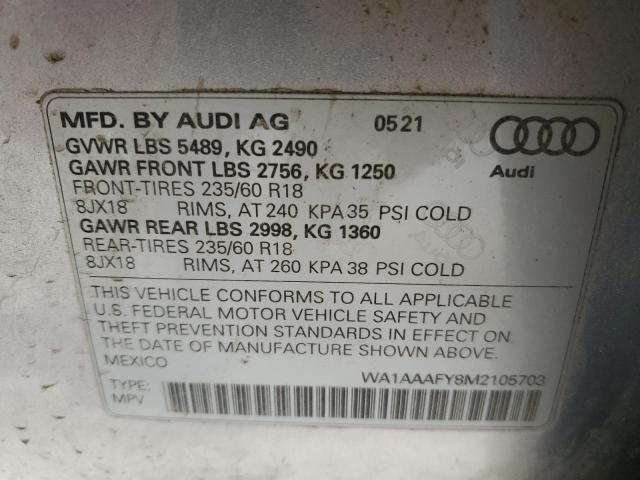 MFD. BY AUDI AG 0521
GVWR LBS 5489, KG 2490
GAWR FRONT LBS 2756, KG 1250
Audi
FRONT-TIRES 235/60 R18
8JX18 RIMS, AT 240 KPA 35 PSI COLD
GAWR REAR LBS 2998, KG 1360
REAR-TIRES 235/60 R18
8JX18 RIMS, AT 260 KPA 38 PSI COLD
THIS VEHICLE CONFORMS TO ALL APPLICABLE
U.S. FEDERAL MOTOR VEHICLE SAFETY AND
THEFT PREVENTION STANDARDS IN EFFECT ON
THE DATE OF MANUFACTURE SHOWN ABOVE.
MEXICO
WA1AAAFY8M2105703
TYPE:
MPV